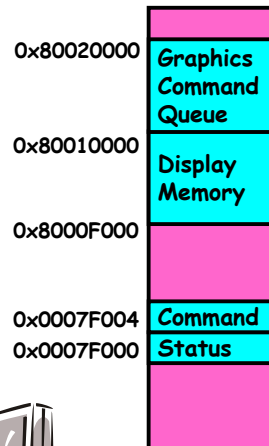 0x80020000
Graphics
Command
Queue
0x80010000
Display
Memory
0x8000F000
0x0007F004 Command
0x0007F000 Status